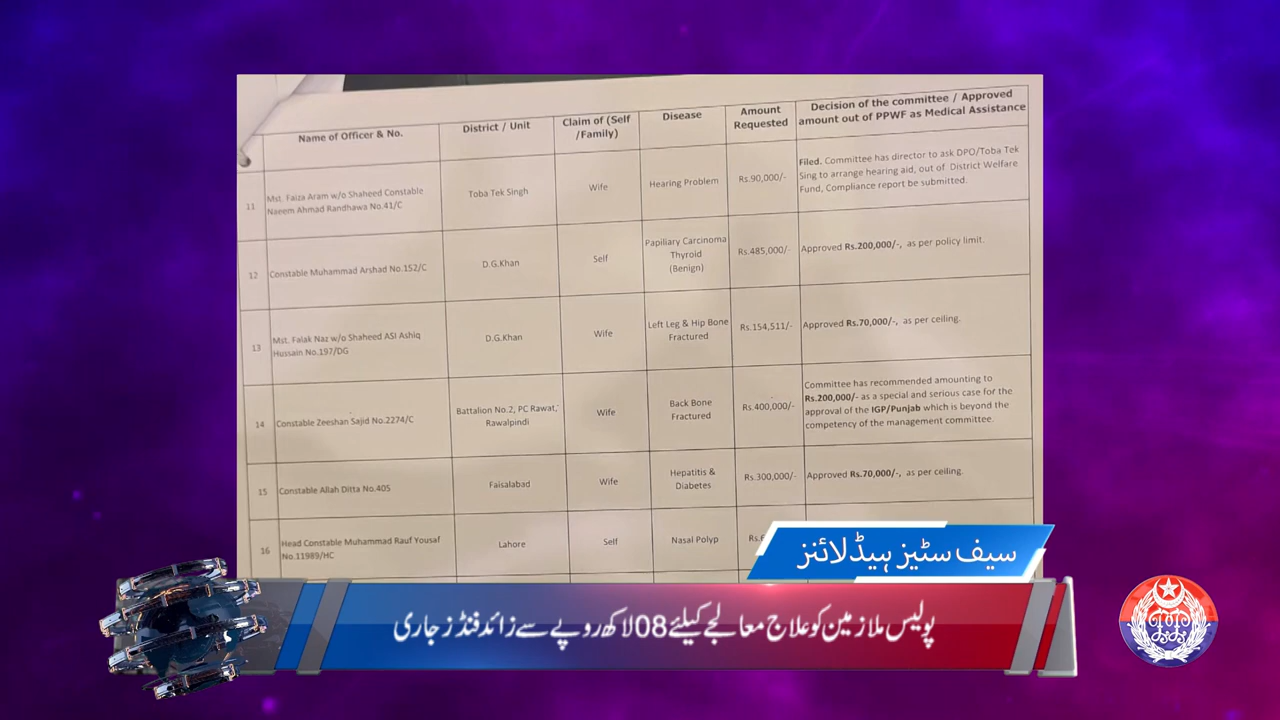 Name of Officer & No.
District / Unit
Claim of (Self
/Family)
Disease
Amount
Requested
Decision of the committee / Approved
amount out of PPWF as Medical Assistance
11
Mst. Faiza Aram w/o Shaheed Constable
Naeem Ahmad Randhawa No.41/C
Toba Tek Singh
Wife
Hearing Problem
Rs.90,000/-
Filed. Committee has director to ask DPO/Toba Tek
Sing to arrange hearing aid, out of District Welfare
Fund, Compliance report be submitted.
12
Constable Muhammad Arshad No.152/C
D.G.Khan
Self
Papiliary Carcinoma
Thyroid
(Benign)
Rs.485,000/-
Approved Rs.200,000/-, as per policy limit.
13
Mst. Falak Naz w/o Shaheed ASI Ashiq
Hussain No.197/DG
D.G.Khan
Wife
Left Leg & Hip Bone
Fractured
Rs.154,511/-
Approved Rs.70,000/-, as per ceiling.
14
Constable Zeeshan Sajid No.2274/C
Battalion No.2, PC Rawat,
Rawalpindi
Wife
Back Bone
Fractured
Rs.400,000/-
Committee has recommended amounting to
Rs.200,000/- as a special and serious case for the
approval of the IGP/Punjab which is beyond the
competency of the management committee.
15
Constable Allah Ditta No.405
Faisalabad
Wife
Hepatitis &
Diabetes
Rs.300,000/-
Approved Rs.70,000/-, as per ceiling.
16
Head Constable Muhammad Rauf Yousaf
No.11989/HC
Lahore
Self
Nasal Polyp
سیف سٹیز ہیڈلائنز
پولیس ملازمین کو علاج معالجے کیلئے 08 لاکھ روپے سے زائد فنڈز جاری